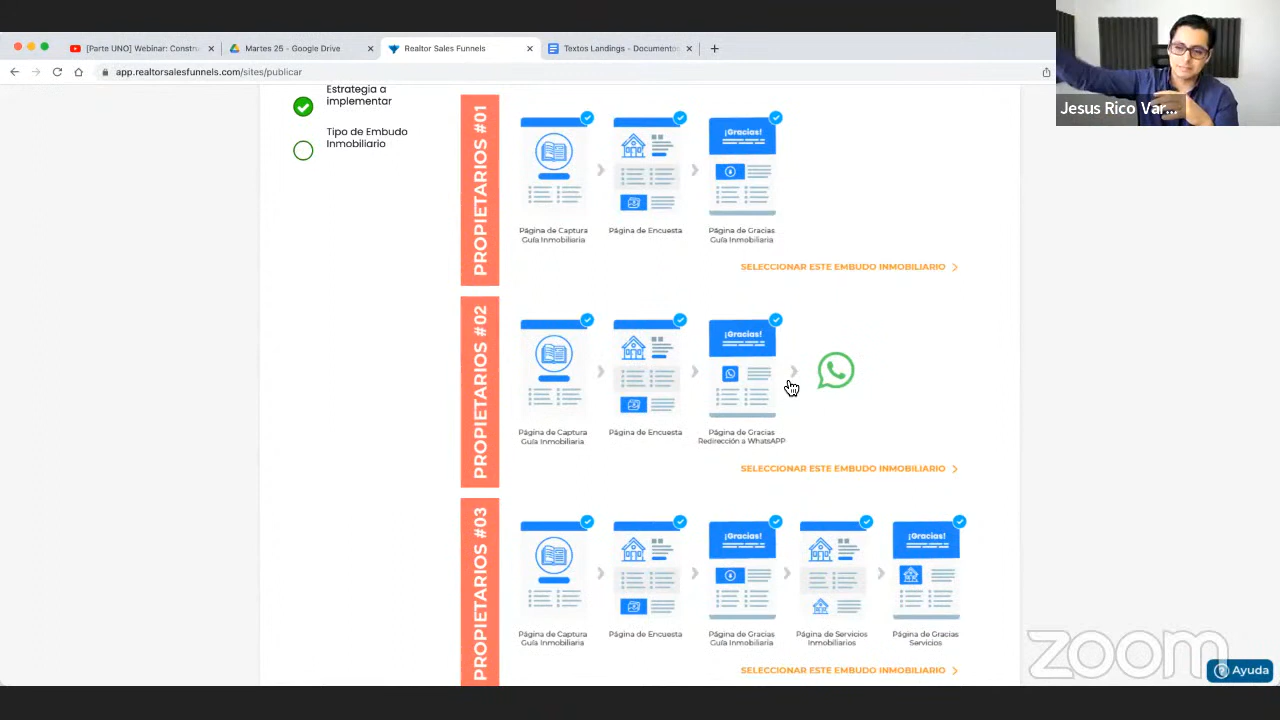 [Parte UNO] Webinar: Constru
Martes 25 - Google Drive
Realtor Sales Funnels
Textos Landings - Documento
app.realtorsalesfunnels.com/sites/publicar
Jesus Rico Var...
Estrategia a
implementar
Tipo de Embudo
Inmobiliario
PROPIETARIOS #01
¡Gracias!
Página de Captura
Guía Inmobiliaria
Página de Encuesta
Página de Gracias
Guía Inmobiliaria
SELECCIONAR ESTE EMBUDO INMOBILIARIO
PROPIETARIOS #02
¡Gracias!
Página de Captura
Guía Inmobiliaria
Página de Encuesta
Página de Gracias
Redirección a WhatsAPP
SELECCIONAR ESTE EMBUDO INMOBILIARIO
PROPIETARIOS #03
¡Gracias!
¡Gracias!
Página de Captura
Guía Inmobiliaria
Página de Encuesta
Página de Gracias
Guía Inmobiliaria
Página de Servicios
Inmobiliarios
Página de Gracias
Servicios
SELECCIONAR ESTE EMBUDO INMOBILIARIO
zoom
Ayuda